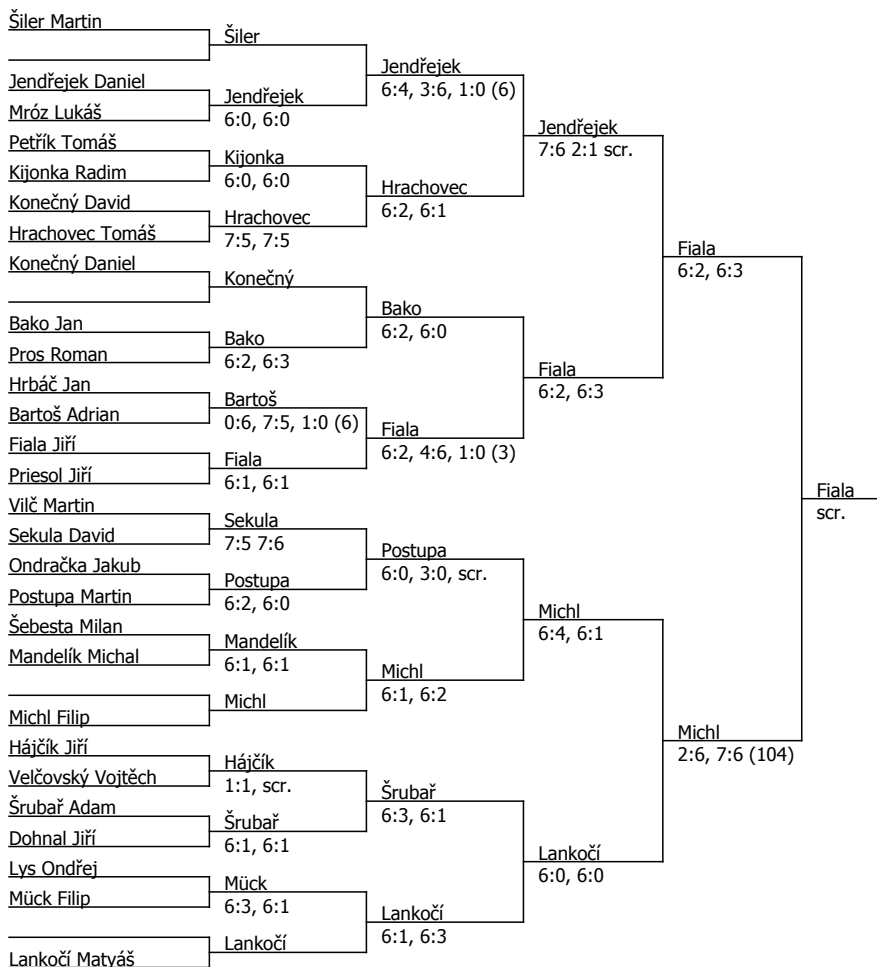 Šiler Martin
Jendřejek Daniel
Mróz Lukáš
Petřík Tomáš
Kijonka Radim
Konečný David
Hrachovec Tomáš
Konečný Daniel
Bako Jan
Pros Roman
Hrbáč Jan
Bartoš Adrian
Fiala Jiří
Priesol Jiří
Vilč Martin
Sekula David
Ondračka Jakub
Postupa Martin
Šebesta Milan
Mandelík Michal
Michl Filip
Hájčík Jiří
Velčovský Vojtěch
Šrubař Adam
Dohnal Jiří
Lys Ondřej
Mück Filip
Lankočí Matyáš
Šiler
Jendřejek
6:0, 6:0
Kijonka
6:0, 6:0
Hrachovec
7:5, 7:5
Konečný
Bako
6:2, 6:3
Bartoš
0:6, 7:5, 1:0 (6)
Fiala
6:1, 6:1
Sekula
7:5 7:6
Postupa
6:2, 6:0
Mandelík
6:1, 6:1
Michl
Hájčík
1:1, scr.
Šrubař
6:1, 6:1
Mück
6:3, 6:1
Lankočí
Jendřejek
6:4, 3:6, 1:0 (6)
Hrachovec
6:2, 6:1
Bako
6:2, 6:0
Fiala
6:2, 4:6, 1:0 (3)
Postupa
6:0, 3:0, scr.
Michl
6:1, 6:2
Šrubař
6:3, 6:1
Lankočí
6:1, 6:3
Jendřejek
7:6 2:1 scr.
Fiala
6:2, 6:3
Michl
6:4, 6:1
Lankočí
6:0, 6:0
Fiala
6:2, 6:3
Michl
2:6, 7:6 (104)
Fiala
scr.